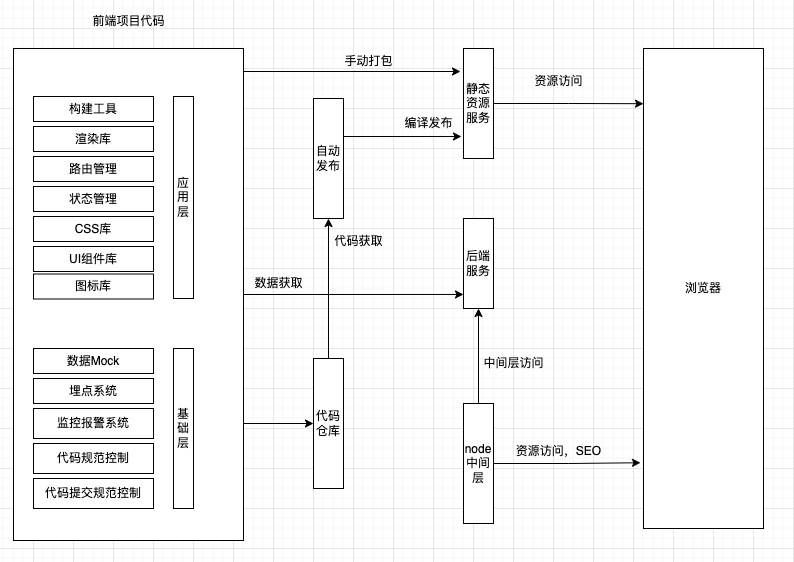 前端项目代码
构建工具
渲染库
路由管理
状态管理
CSS库
UI组件库
图标库
应
用
层
数据Mock
埋点系统
监控报警系统
代码规范控制
代码提交规范控制
基
础
层
手动打包
自动
发布
编译发布
代码获取
数据获取
代码
仓库
静态
资源
服务
后端
服务
中间层访问
node
中间
层
资源访问
资源访问，SEO
浏览器